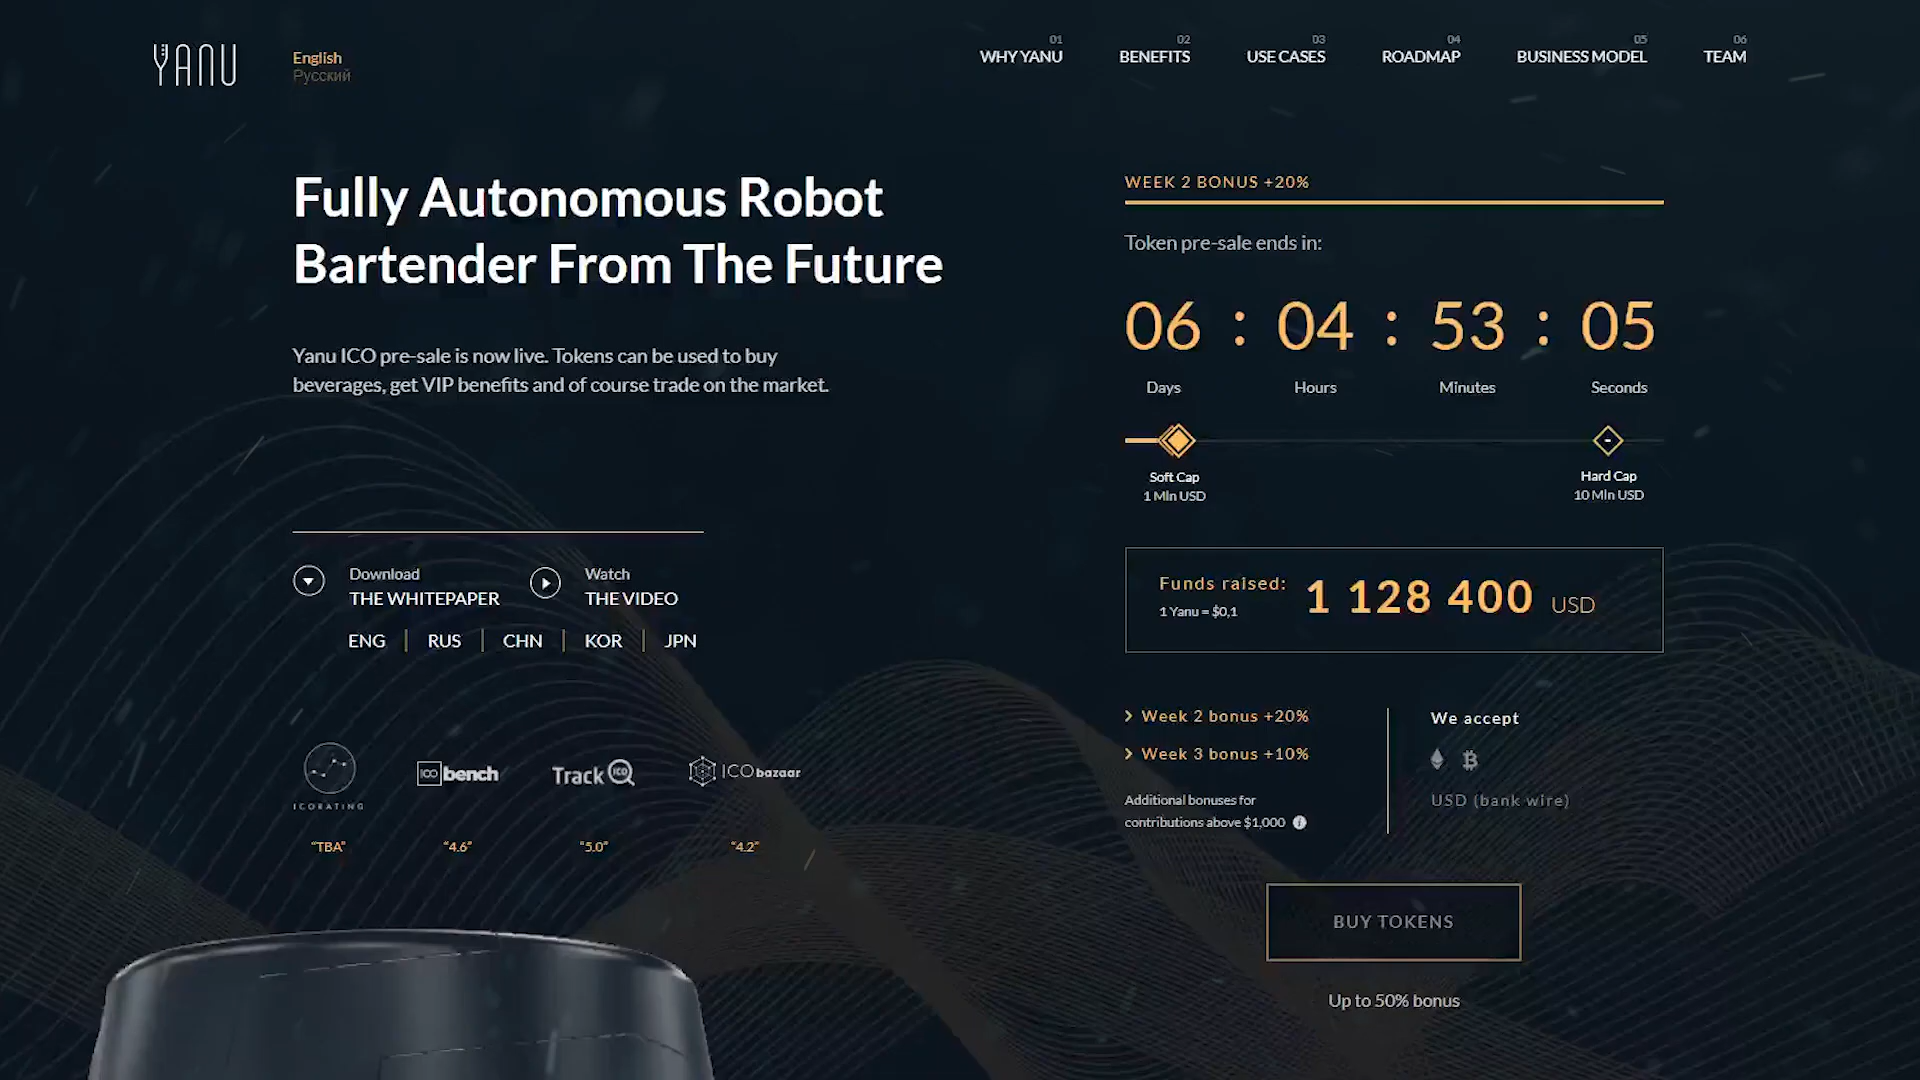 YANU
English
Русский
01
WHY YANU
02
BENEFITS
03
USE CASES
04
ROADMAP
05
BUSINESS MODEL
06
TEAM
Fully Autonomous Robot
Bartender From The Future
Yanu ICO pre-sale is now live. Tokens can be used to buy
beverages, get VIP benefits and of course trade on the market.
Download
THE WHITEPAPER
Watch
THE VIDEO
ENG | RUS | CHN | KOR | JPN
ICORATING
ICO bench
Track ICO
ICO bazaar
“TBA”
“4.6”
“5.0”
“4.2”
WEEK 2 BONUS +20%
Token pre-sale ends in:
06 : 04 : 53 : 05
Days Hours Minutes Seconds
Soft Cap
1 Mln USD
Hard Cap
10 Mln USD
Funds raised:
1 Yanu = $0,1
1 128 400 USD
Week 2 bonus +20%
Week 3 bonus +10%
Additional bonuses for
contributions above $1,000
We accept
USD (bank wire)
BUY TOKENS
Up to 50% bonus